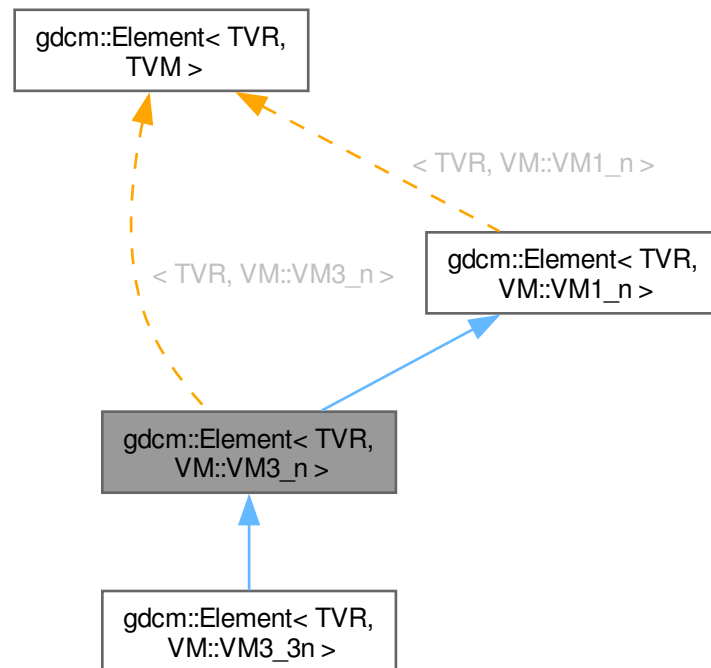 gdcm::Element< TVR,
TVM >
< TVR, VM::VM1_n >
gdcm::Element< TVR,
VM::VM1_n >
< TVR, VM::VM3_n >
gdcm::Element< TVR,
VM::VM3_n >
gdcm::Element< TVR,
VM::VM3_3n >